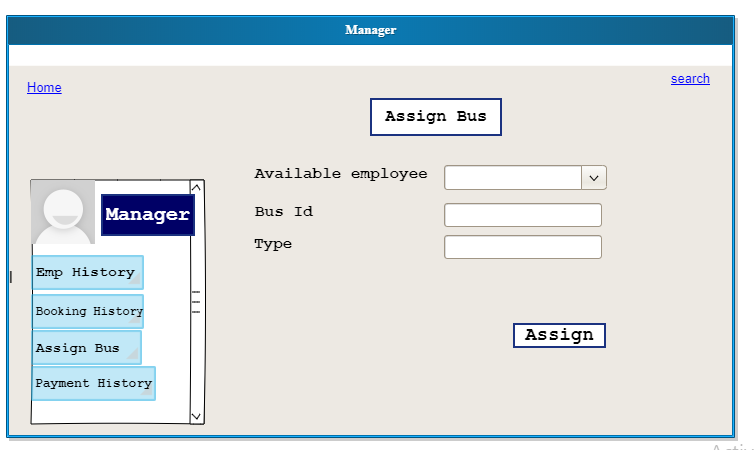 Manager
Home
search
Assign Bus
Available employee
Manager
Bus Id
Type
Emp History
Booking History
Assign Bus
Assign
Payment History